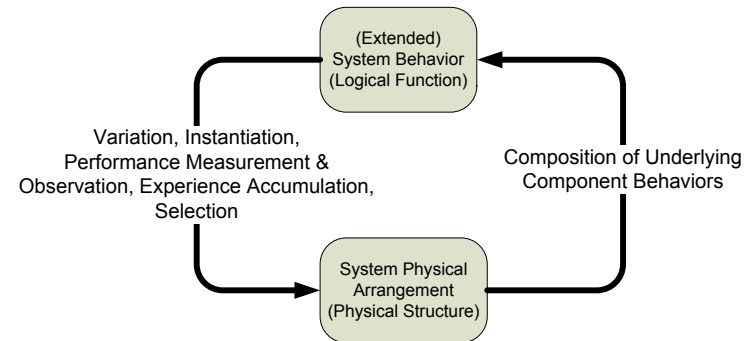 (Extended)
System Behavior
(Logical Function)
Variation, Instantiation,
Performance Measurement &
Observation, Experience Accumulation,
Selection
Composition of Underlying
Component Behaviors
System Physical
Arrangement
(Physical Structure)